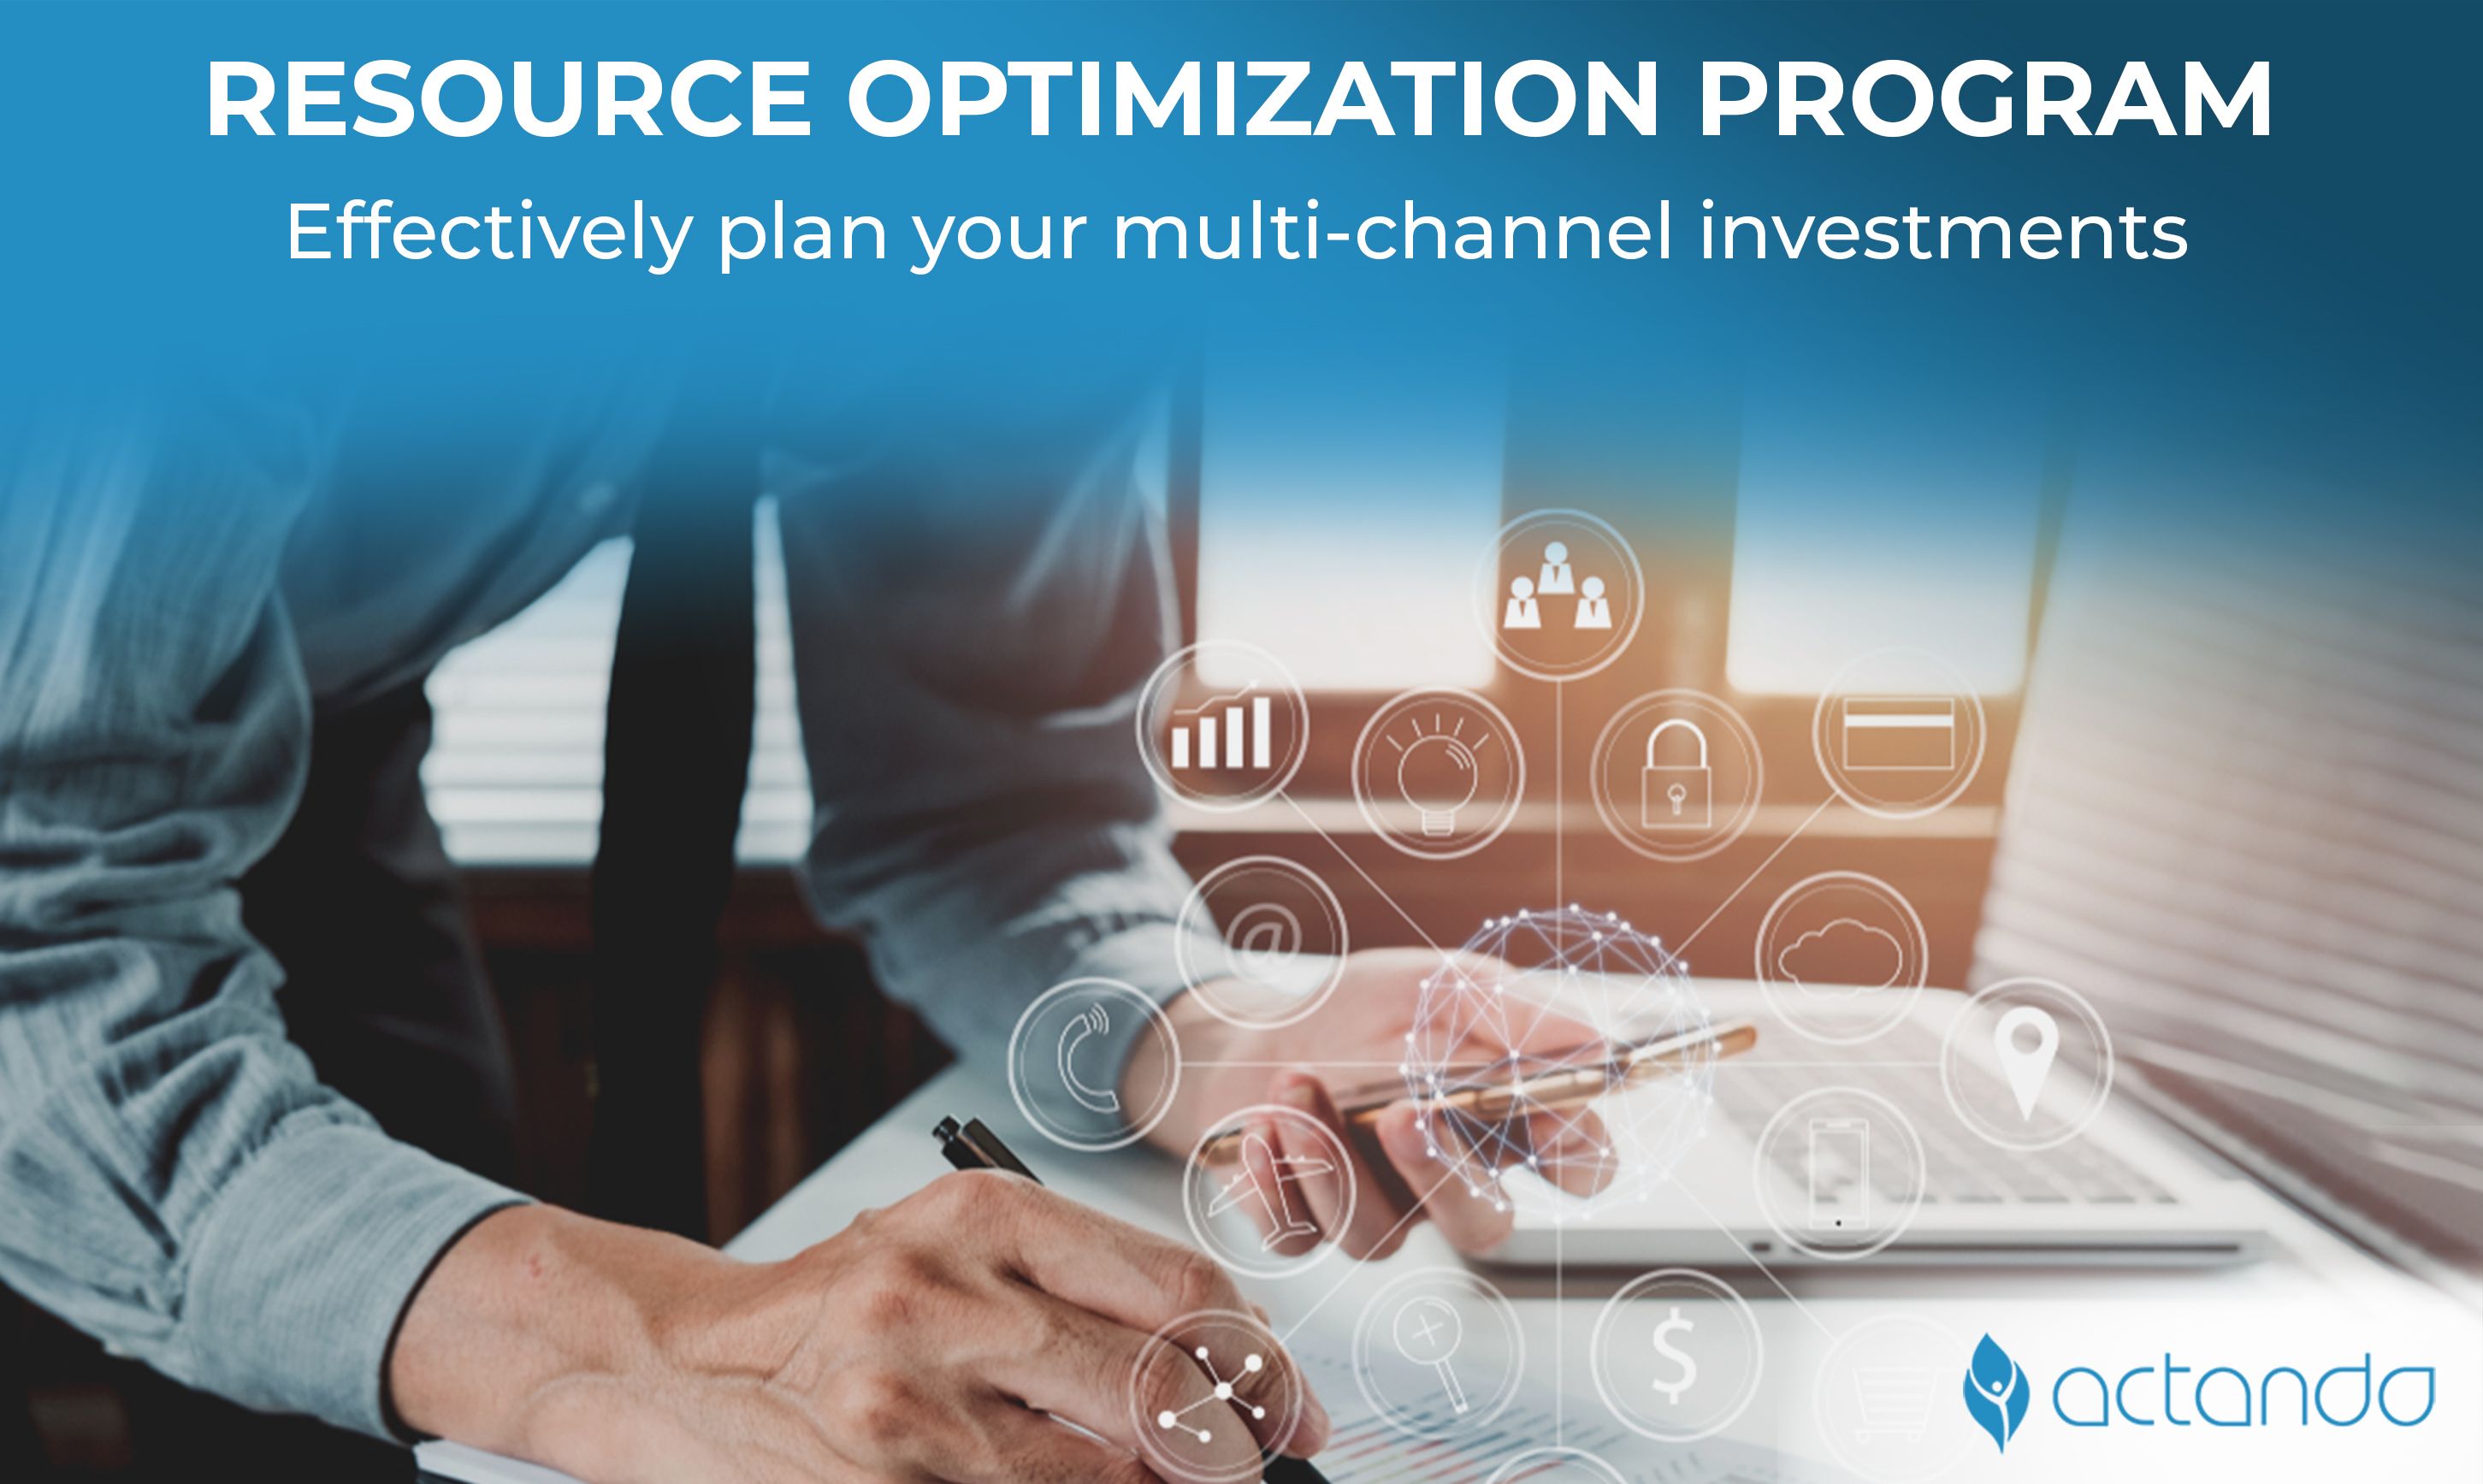 RESOURCE OPTIMIZATION PROGRAM
Effectively plan your multi-channel investments
@
$
actando